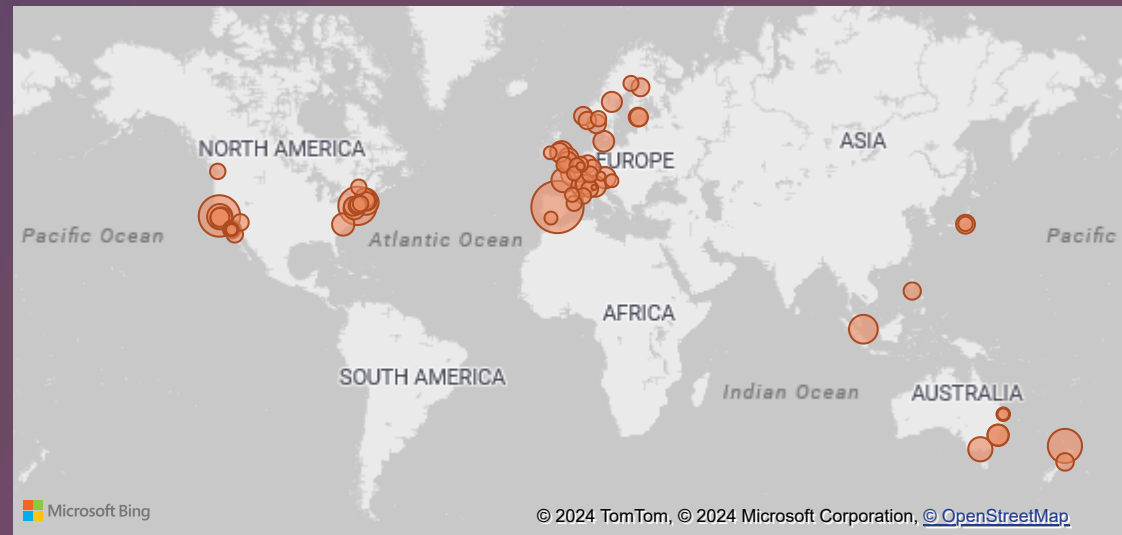 NORTH AMERICA
ASIA
EUROPE
Pacific Ocean
Atlantic Ocean
Pacific
AFRICA
SOUTH AMERICA
Indian Ocean
AUSTRALIA
Microsoft Bing
© 2024 TomTom, © 2024 Microsoft Corporation, © OpenStreetMap